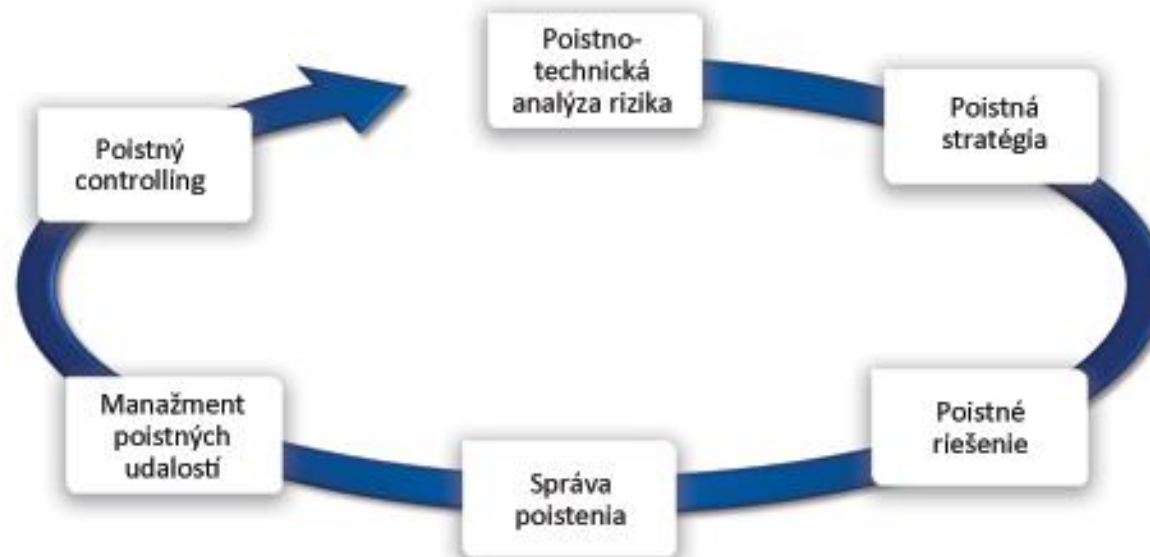 Poistno-
technická
analýza rizika
Poistná
stratégia
Poistné
riešenie
Správa
poistenia
Manažment
poistných
udalostí
Poistný
controlling